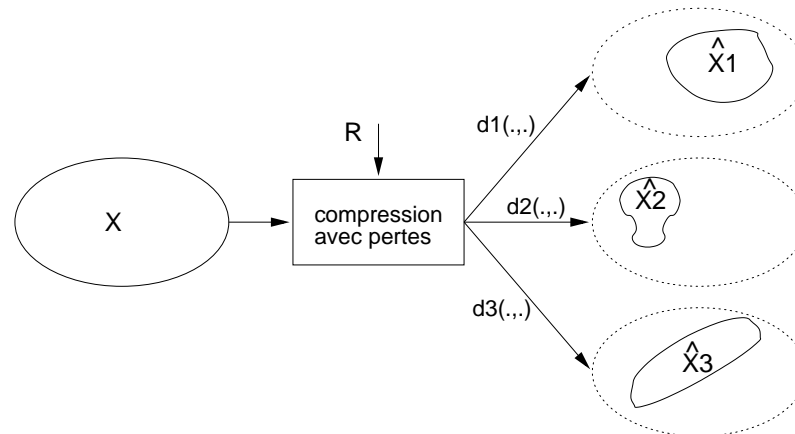 X
R
compression
avec pertes
d1(.,.)
d2(.,.)
d3(.,.)
X̂1
X̂2
X̂3